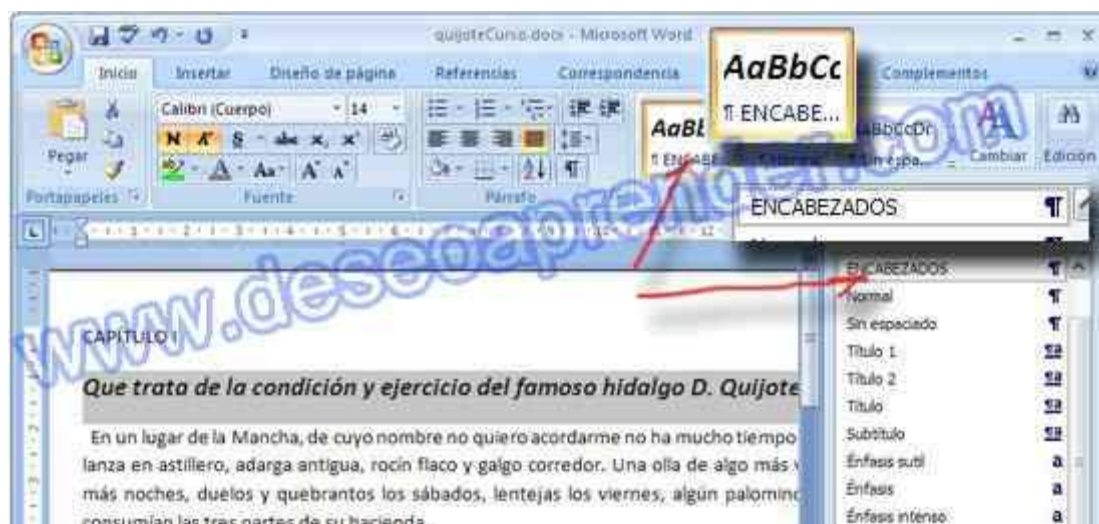 quijoteCurso.docx - Microsoft Word
Inicio Insertar Diseño de página Referencias Correspondencia Complementos
AaBbCc
¶ ENCABE...
Calibri (Cuerpo) 14
N K S abc x, x'
Aa A A
Pegar
AaBb
Cambiar Edición
Portapapeles Fuente Párrafo
ENCABEZADOS ¶
ENCABEZADOS ¶
Normal ¶
Sin espaciado ¶
Título 1 ¶a
Título 2 ¶a
Título ¶a
Subtítulo ¶a
Énfasis sutil a
Énfasis a
Énfasis intenso a
www.deseoaprender.com
CAPÍTULO I
Que trata de la condición y ejercicio del famoso hidalgo D. Quijote
En un lugar de la Mancha, de cuyo nombre no quiero acordarme no ha mucho tiempo
lanza en astillero, adarga antigua, rocín flaco y galgo corredor. Una olla de algo más
más noches, duelos y quebrantos los sábados, lentejas los viernes, algún palomino
consumían las tres partes de su hacienda.